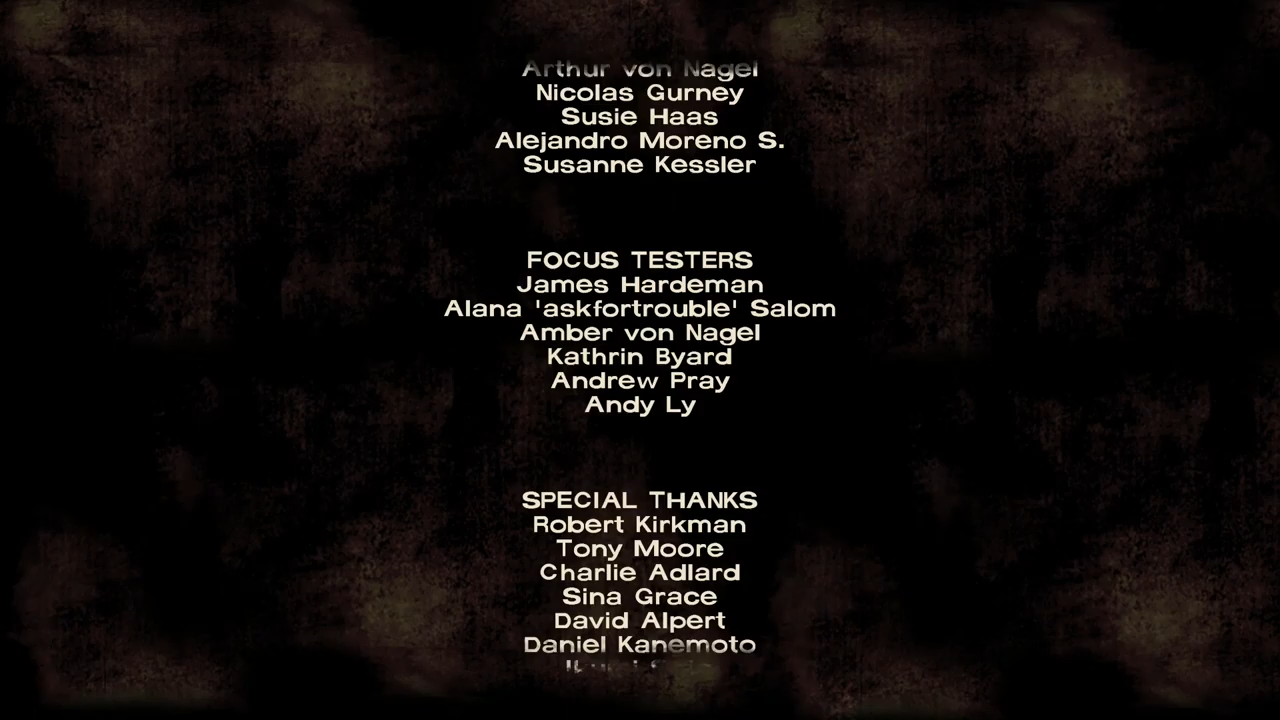 Arthur von Nagel
Nicolas Gurney
Susie Haas
Alejandro Moreno S.
Susanne Kessler
FOCUS TESTERS
James Hardeman
Alana 'askfortrouble' Salom
Amber von Nagel
Kathrin Byard
Andrew Pray
Andy Ly
SPECIAL THANKS
Robert Kirkman
Tony Moore
Charlie Adlard
Sina Grace
David Alpert
Daniel Kanemoto